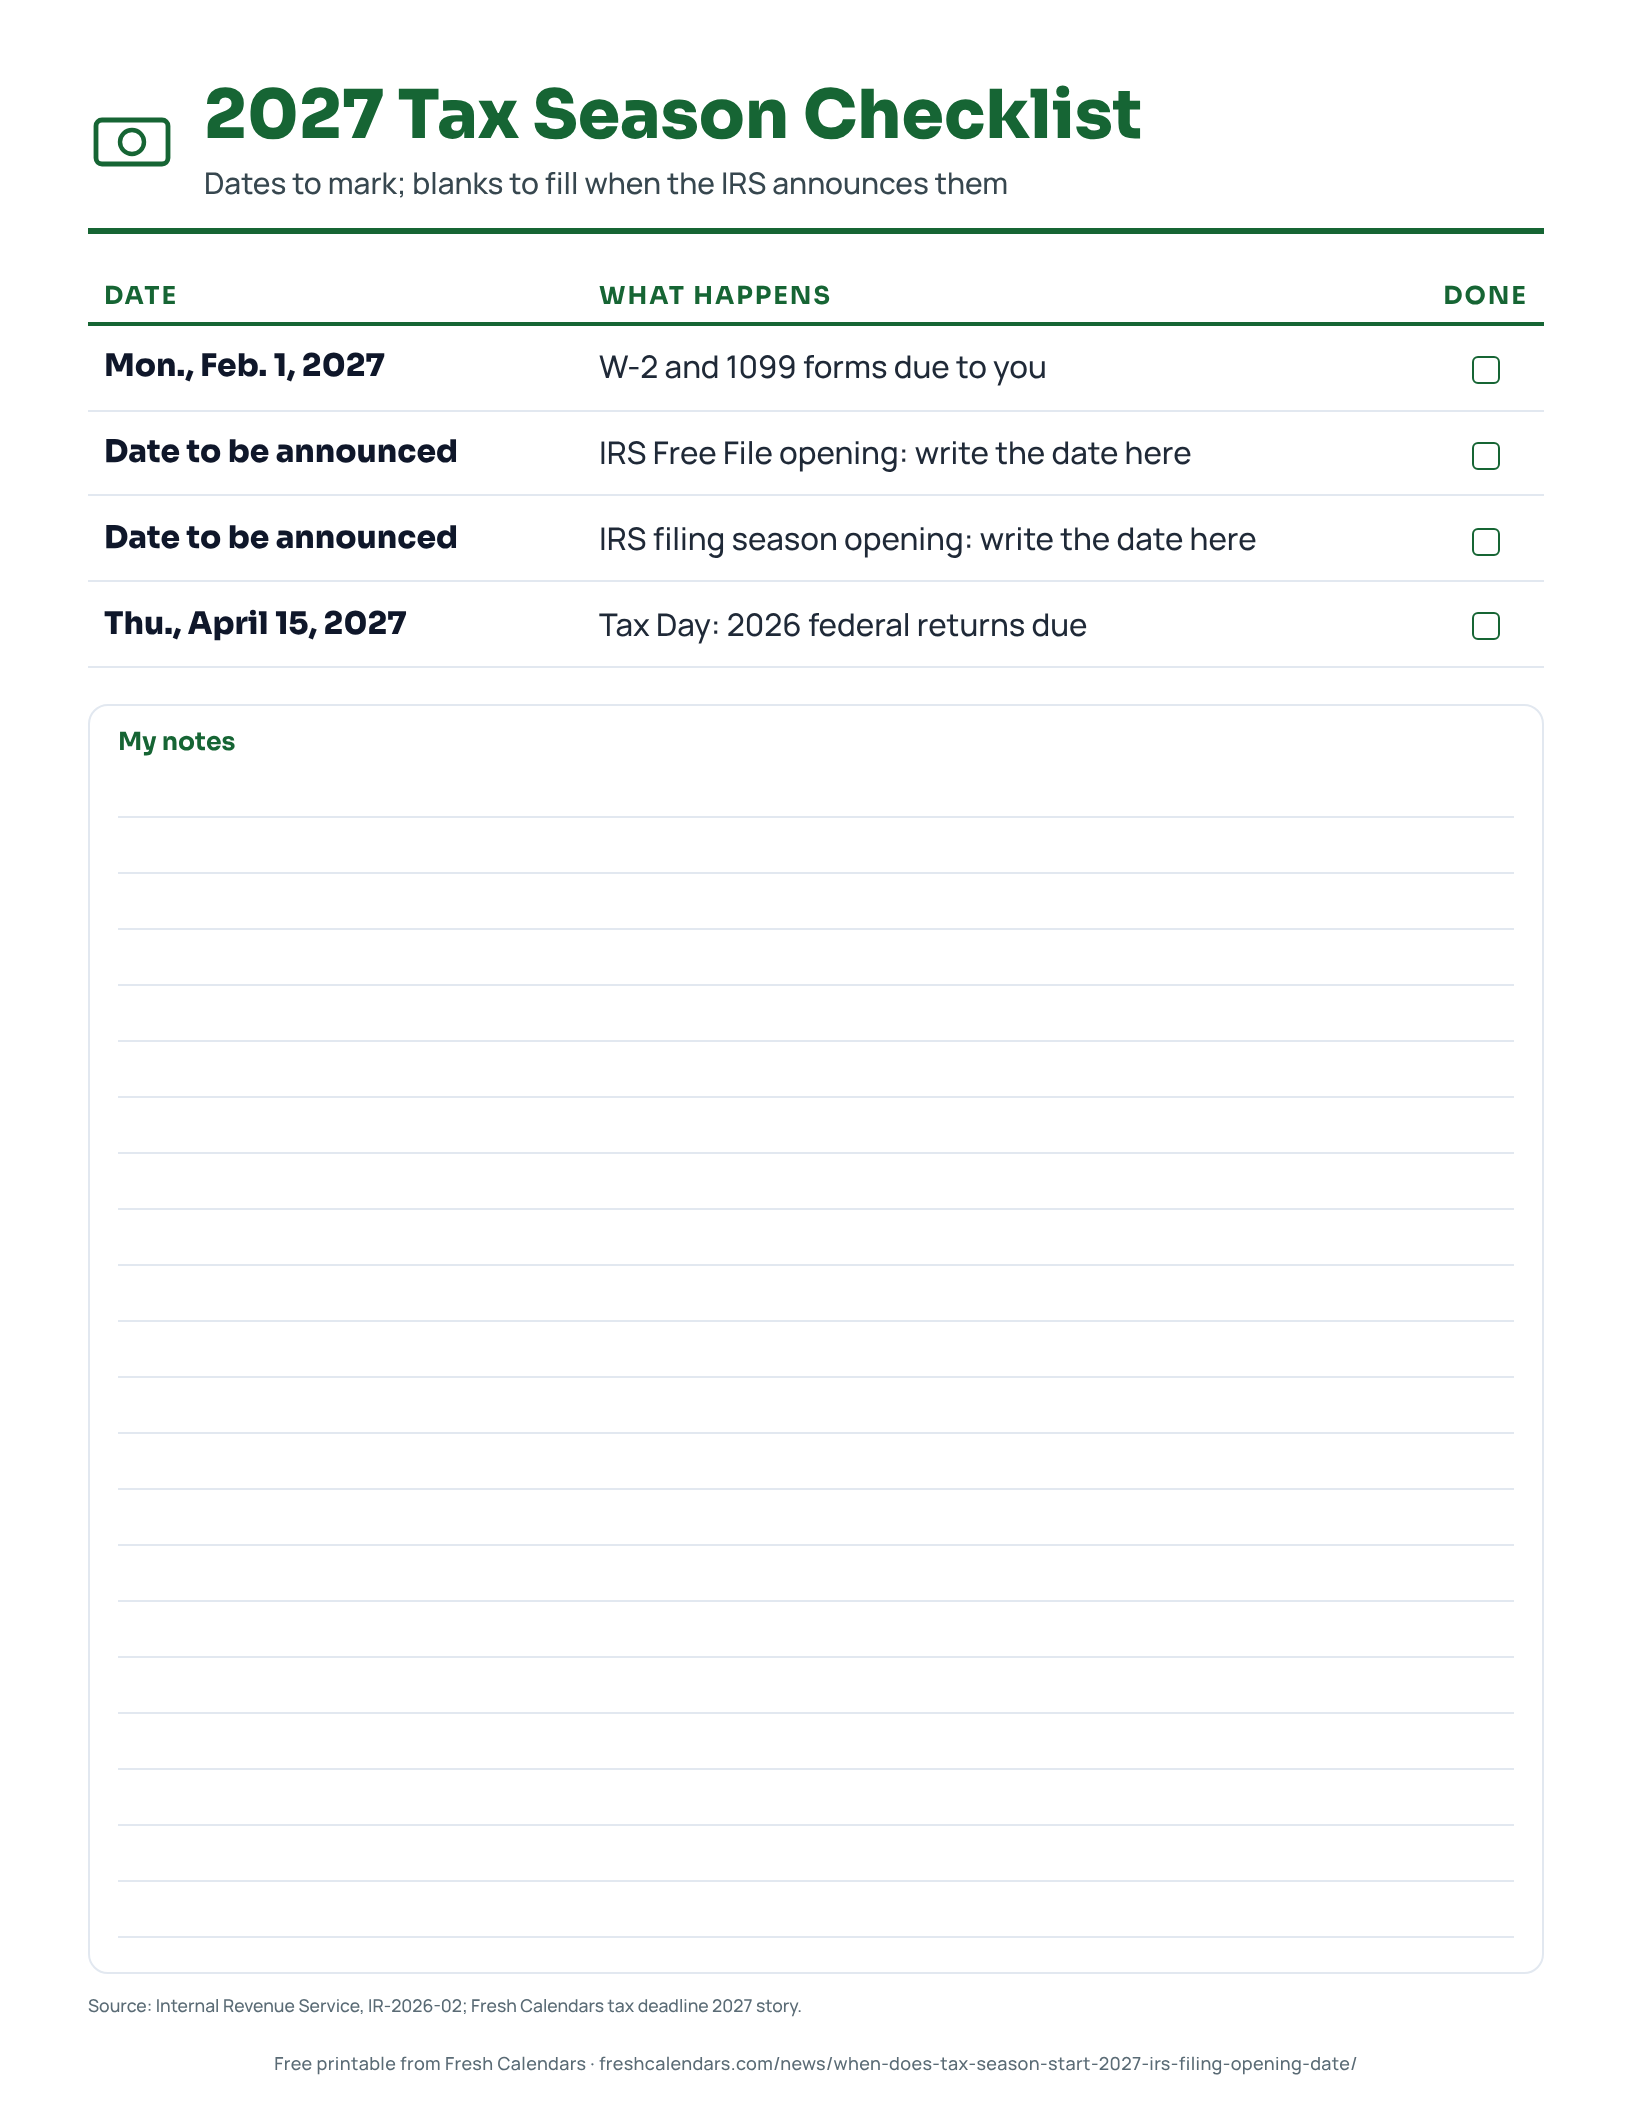 2027 Tax Season Checklist
Dates to mark; blanks to fill when the IRS announces them
DATE WHAT HAPPENS DONE
Mon., Feb. 1, 2027 W-2 and 1099 forms due to you
Date to be announced IRS Free File opening: write the date here
Date to be announced IRS filing season opening: write the date here
Thu., April 15, 2027 Tax Day: 2026 federal returns due
My notes
Source: Internal Revenue Service, IR-2026-02; Fresh Calendars tax deadline 2027 story.
Free printable from Fresh Calendars · freshcalendars.com/news/when-does-tax-season-start-2027-irs-filing-opening-date/